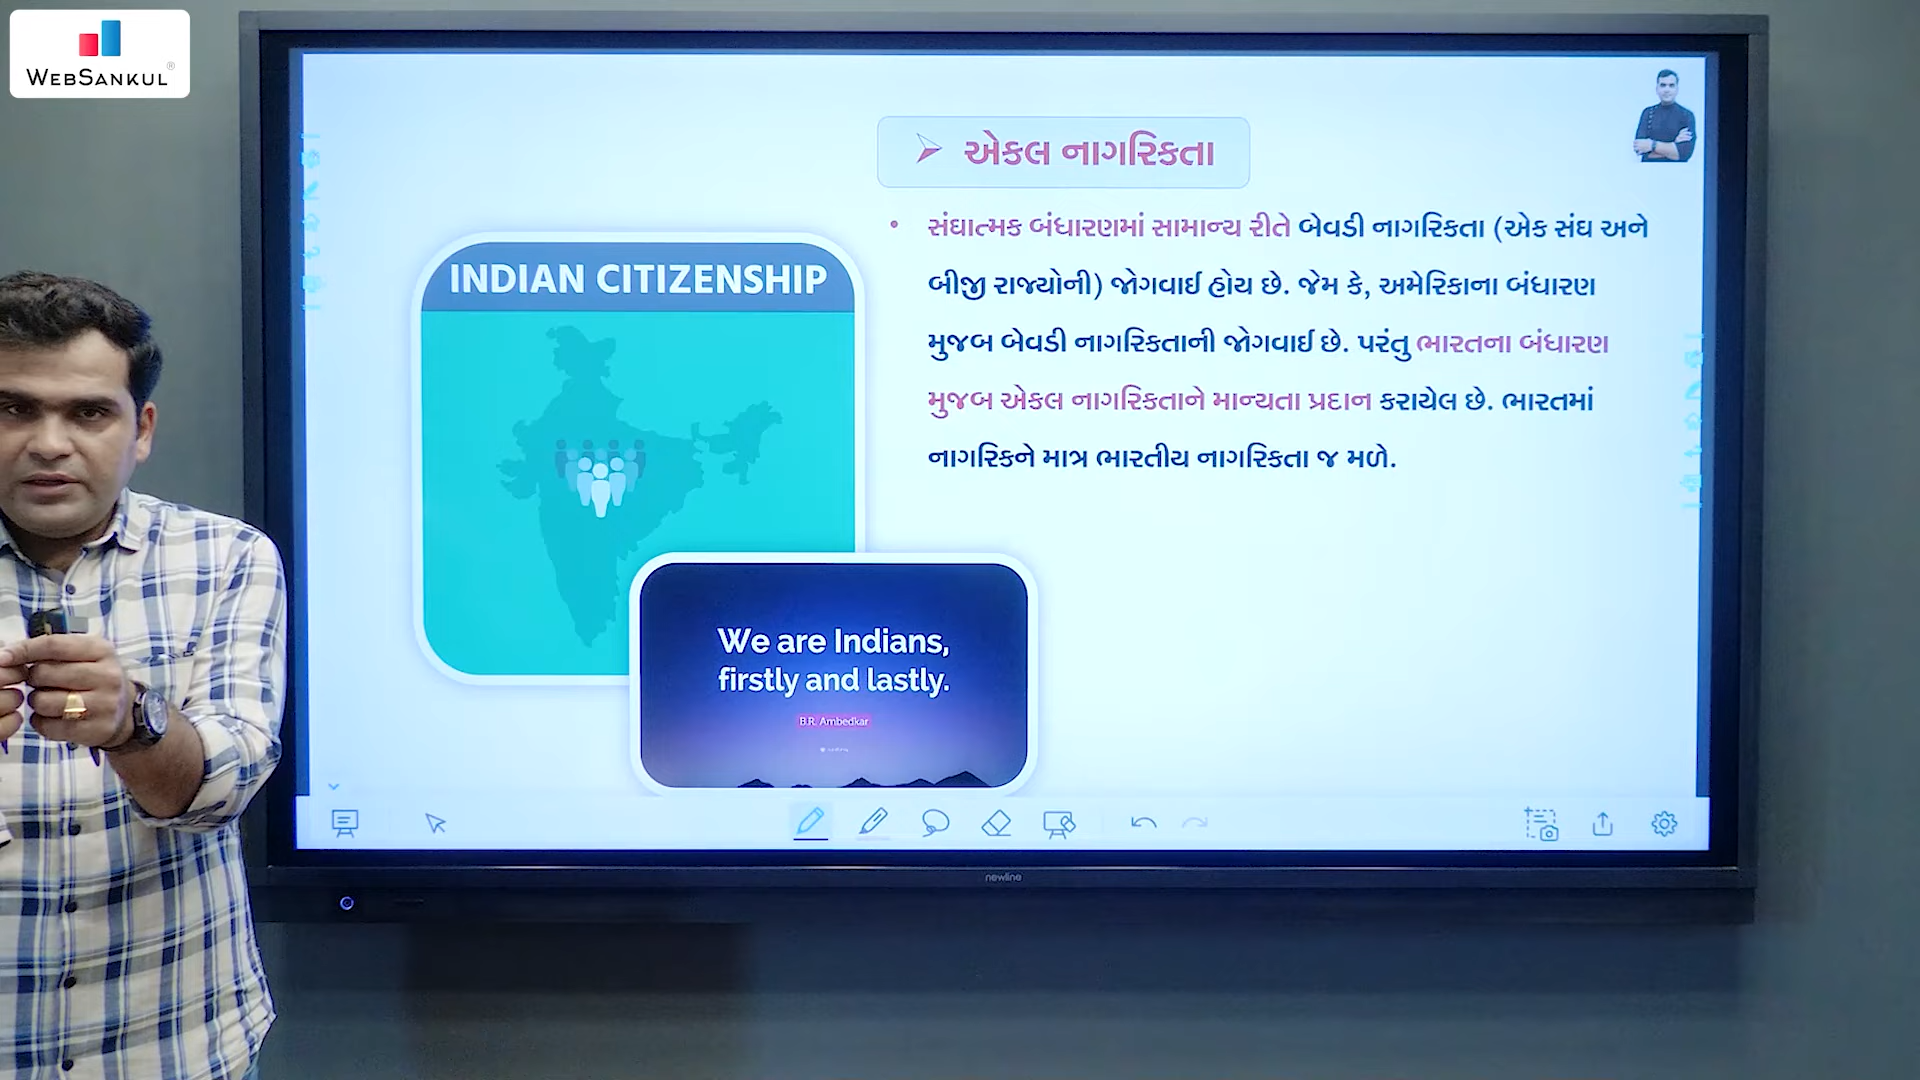 WEBSANKUL®
એકલ નાગરિકતા
• સંઘાત્મક બંધારણમાં સામાન્ય રીતે બેવડી નાગરિકતા (એક સંઘ અને
બીજી રાજ્યોની) જોગવાઈ હોય છે. જેમ કે, અમેરિકાના બંધારણ
મુજબ બેવડી નાગરિકતાની જોગવાઈ છે. પરંતુ ભારતના બંધારણ
મુજબ એકલ નાગરિકતાને માન્યતા પ્રદાન કરાયેલ છે. ભારતમાં
નાગરિકને માત્ર ભારતીય નાગરિકતા જ મળે.
INDIAN CITIZENSHIP
We are Indians,
firstly and lastly.
B.R. Ambedkar
newline